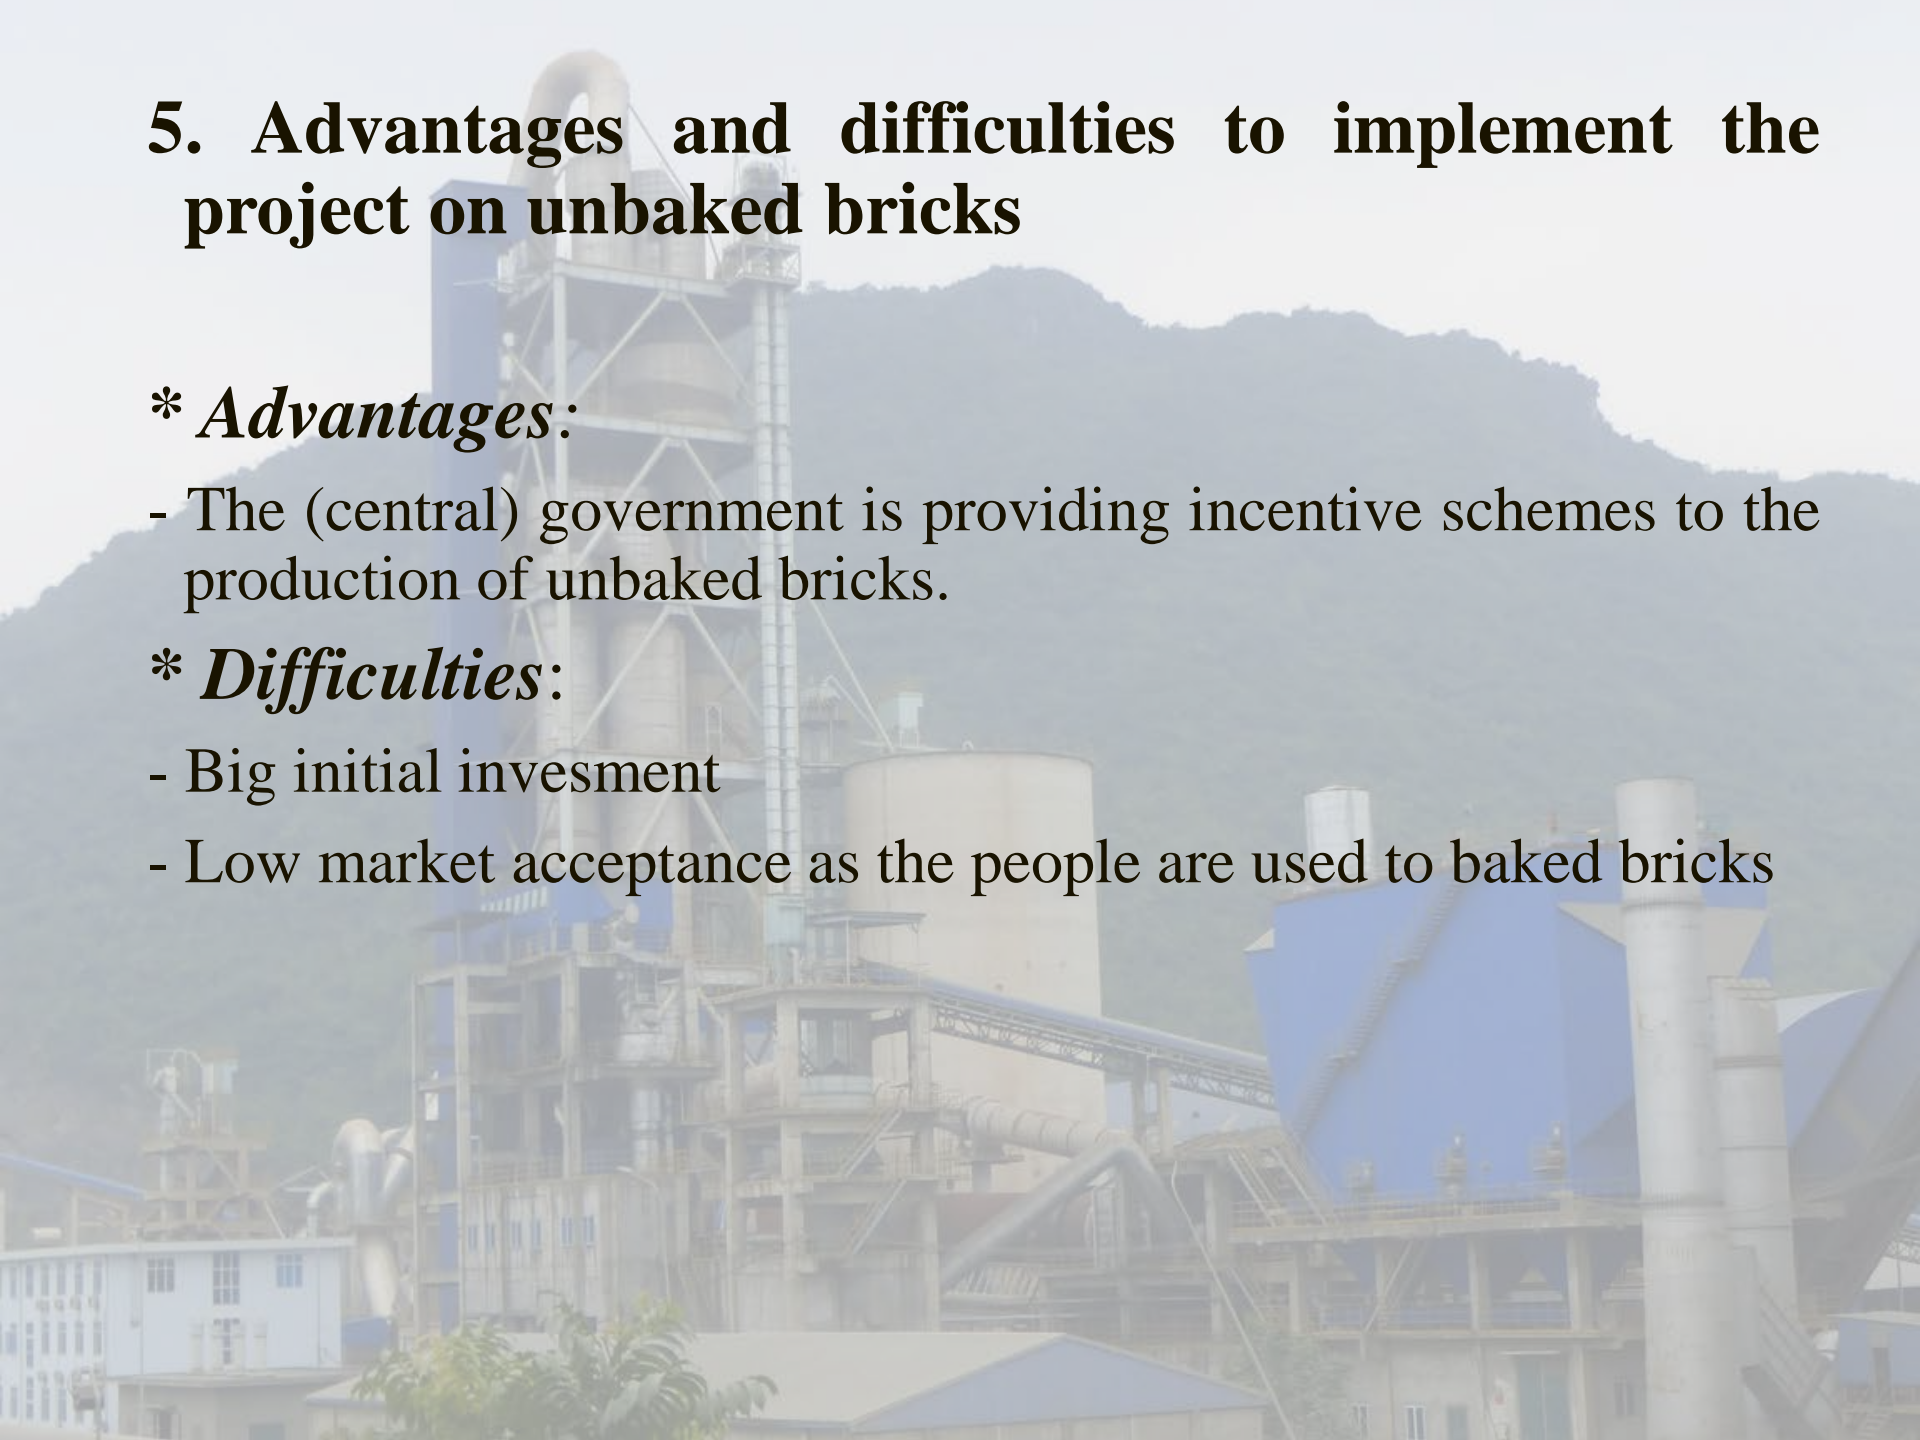 5. Advantages and difficulties to implement the
project on unbaked bricks
* Advantages:
- The (central) government is providing incentive schemes to the
production of unbaked bricks.
* Difficulties:
- Big initial invesment
- Low market acceptance as the people are used to baked bricks